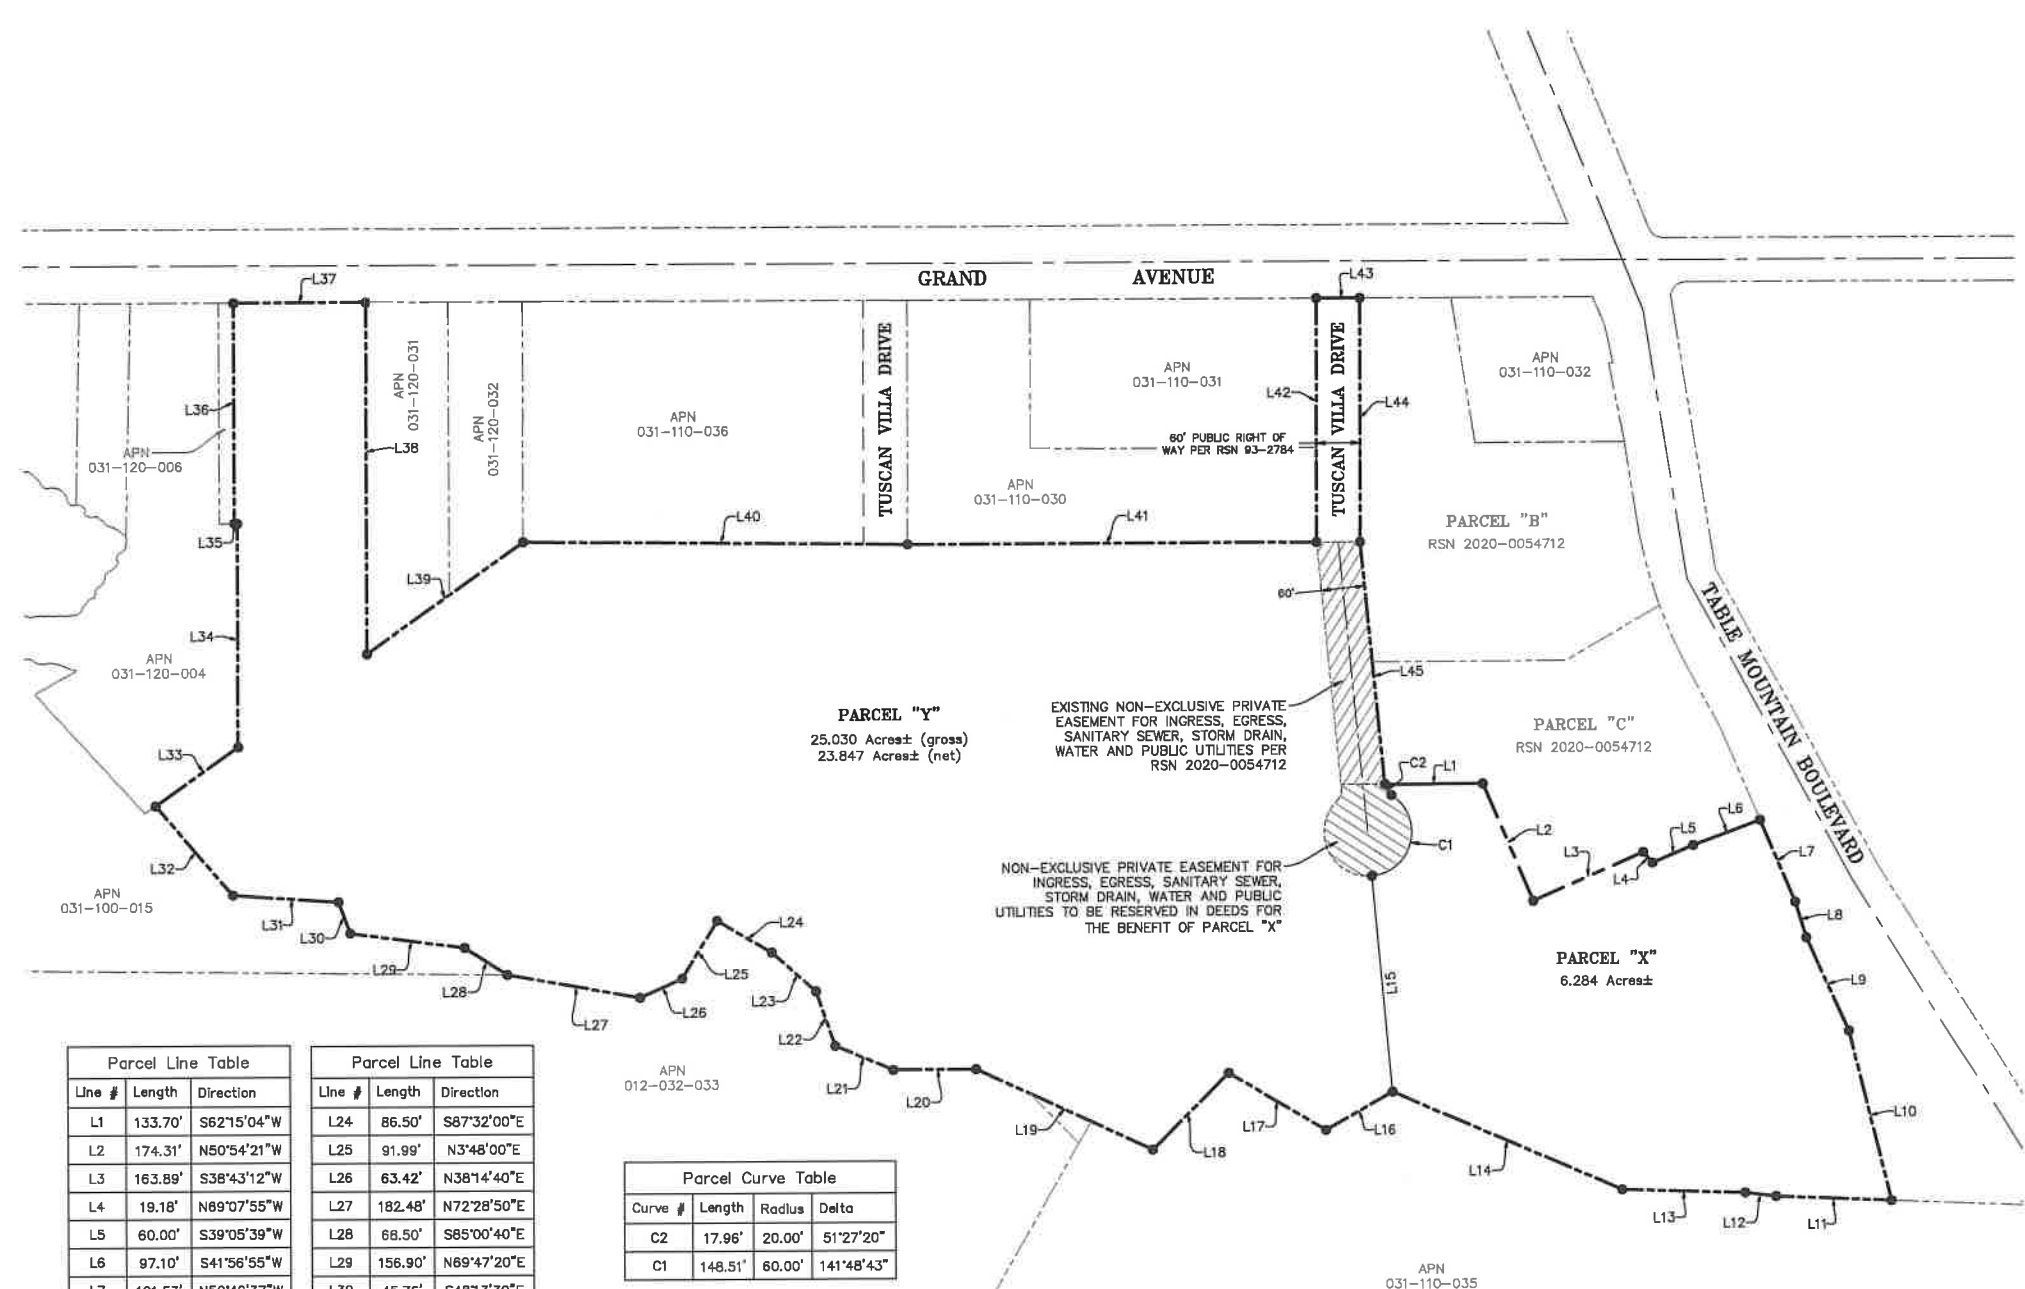 GRAND AVENUE
L37
L43
APN
031-120-031
APN
031-120-032
TUSCAN VILLA DRIVE
APN
031-110-031
TUSCAN VILLA DRIVE
APN
031-110-032
L36
L42
L44
APN
031-110-036
L38
60' PUBLIC RIGHT OF
WAY PER RSN 93-2784
APN
031-120-006
APN
031-110-030
L35
L40
L41
PARCEL "B"
RSN 2020-0054712
L39
60'
TABLE MOUNTAIN BOULEVARD
L34
APN
031-120-004
L45
PARCEL "Y"
25.030 Acres± (gross)
23.847 Acres± (net)
EXISTING NON-EXCLUSIVE PRIVATE
EASEMENT FOR INGRESS, EGRESS,
SANITARY SEWER, STORM DRAIN,
WATER AND PUBLIC UTILITIES PER
RSN 2020-0054712
PARCEL "C"
RSN 2020-0054712
L33
C2
L1
L6
L2
L5
L3
L4
L7
C1
L32
NON-EXCLUSIVE PRIVATE EASEMENT FOR
INGRESS, EGRESS, SANITARY SEWER,
STORM DRAIN, WATER AND PUBLIC
UTILITIES TO BE RESERVED IN DEEDS FOR
THE BENEFIT OF PARCEL "X"
APN
031-100-015
L31
L30
L24
L8
L29
L28
L25
L23
L26
L27
L15
PARCEL "X"
6.284 Acres±
L9
L22
L21
L20
L19
L18
L17
L16
L14
L13
L12
L11
L10
APN
012-032-033
APN
031-110-035
Parcel Line Table
Line # Length Direction
L1 133.70' S62°15'04"W
L2 174.31' N50°54'21"W
L3 163.89' S38°43'12"W
L4 19.18' N69°07'55"W
L5 60.00' S39°05'39"W
L6 97.10' S41°56'55"W
Parcel Line Table
Line # Length Direction
L24 86.50' S87°32'00"E
L25 91.99' N3°48'00"E
L26 63.42' N38°14'40"E
L27 182.48' N72°28'50"E
L28 68.50' S85°00'40"E
L29 156.90' N69°47'20"E
Parcel Curve Table
Curve # Length Radius Delta
C2 17.96' 20.00' 51°27'20"
C1 148.51' 60.00' 141°48'43"